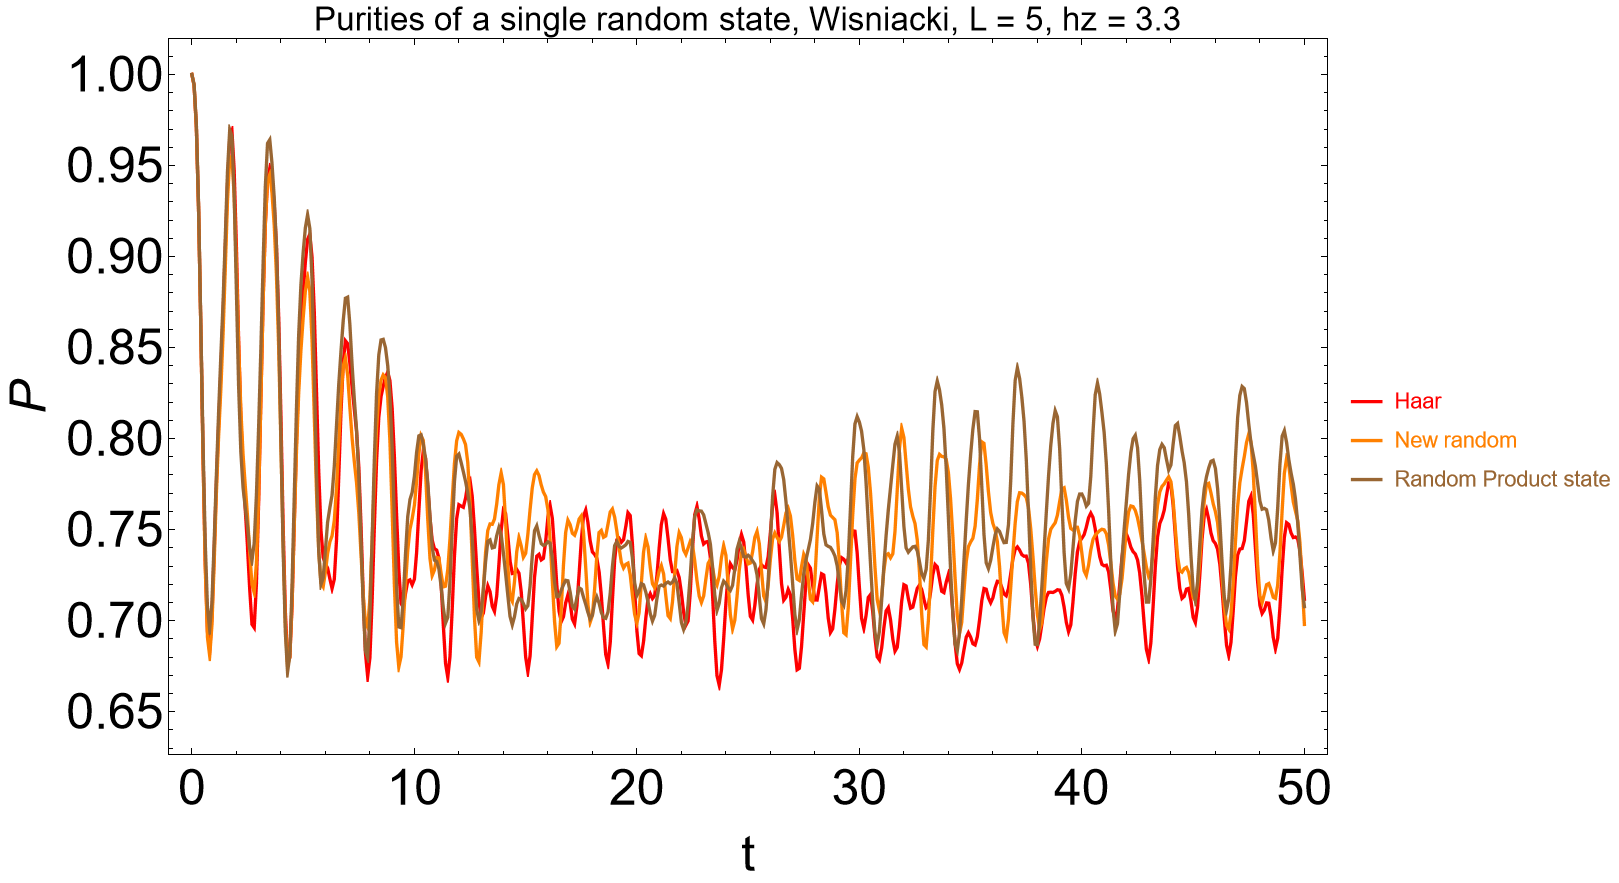 Purities of a single random state, Wisniacki, L = 5, hz = 3.3
P
1.00
0.95
0.90
0.85
0.80
0.75
0.70
0.65
0 10 20 30 40 50
t
Haar
New random
Random Product state